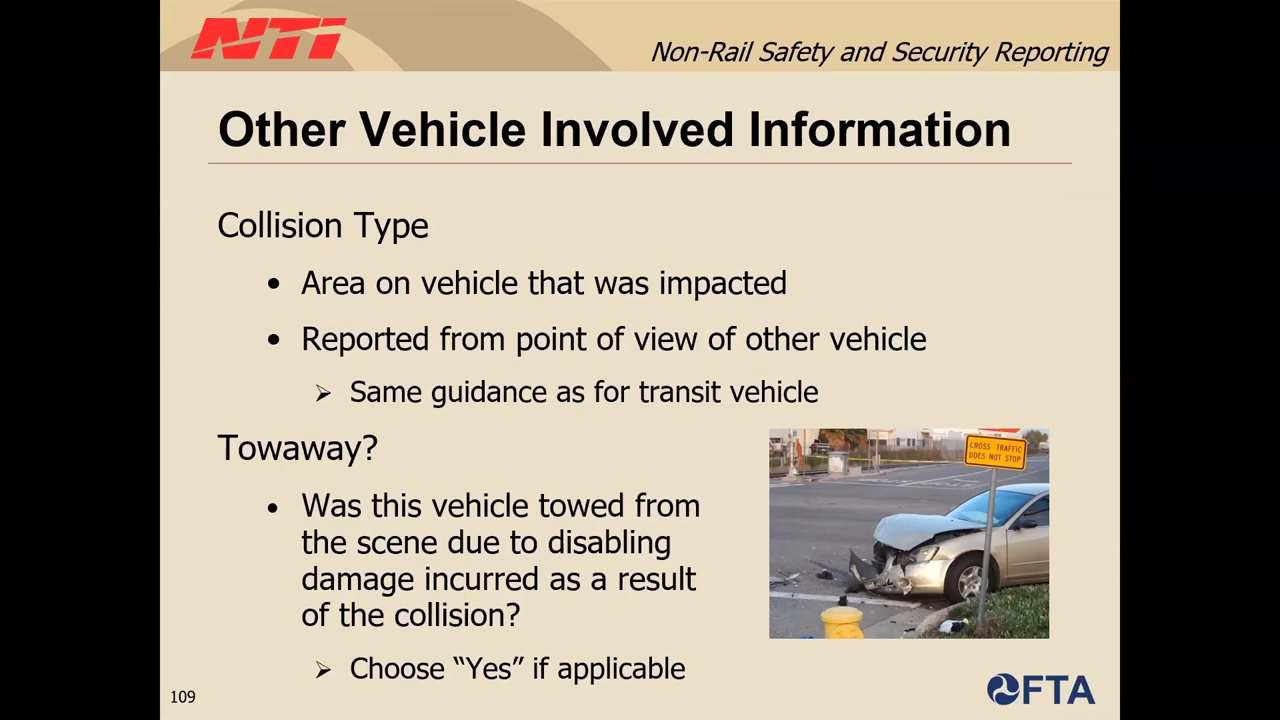 NTI
Non-Rail Safety and Security Reporting
Other Vehicle Involved Information
Collision Type
• Area on vehicle that was impacted
• Reported from point of view of other vehicle
➢ Same guidance as for transit vehicle
Towaway?
• Was this vehicle towed from
the scene due to disabling
damage incurred as a result
of the collision?
➢ Choose “Yes” if applicable
CROSS TRAFFIC
DOES NOT STOP
109
FTA